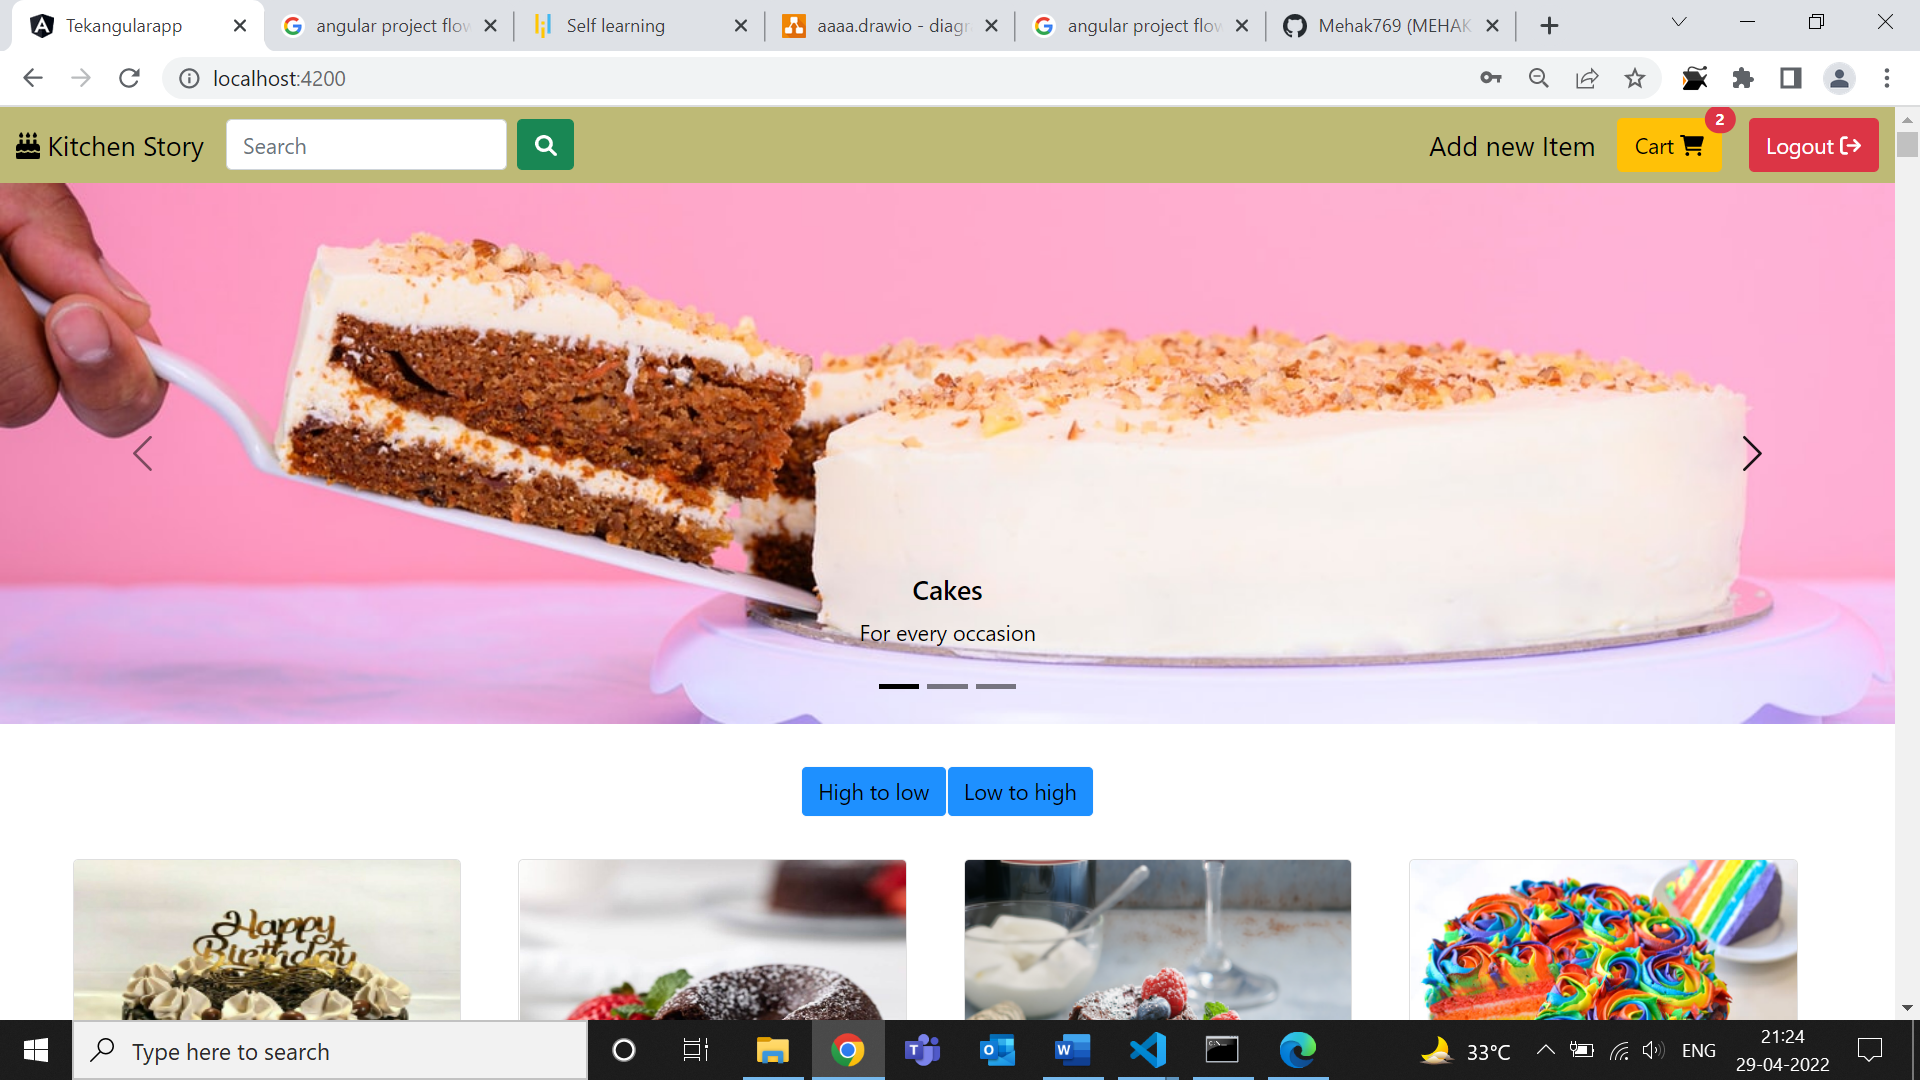 Tekangularapp
angular project flow
Self learning
aaaa.drawio - diagr
angular project flow
Mehak769 (MEHAK
localhost:4200
Kitchen Story
Search
Add new Item
Cart
2
Logout
Cakes
For every occasion
High to low
Low to high
Happy
Birthday
Type here to search
33°C
ENG
21:24
29-04-2022